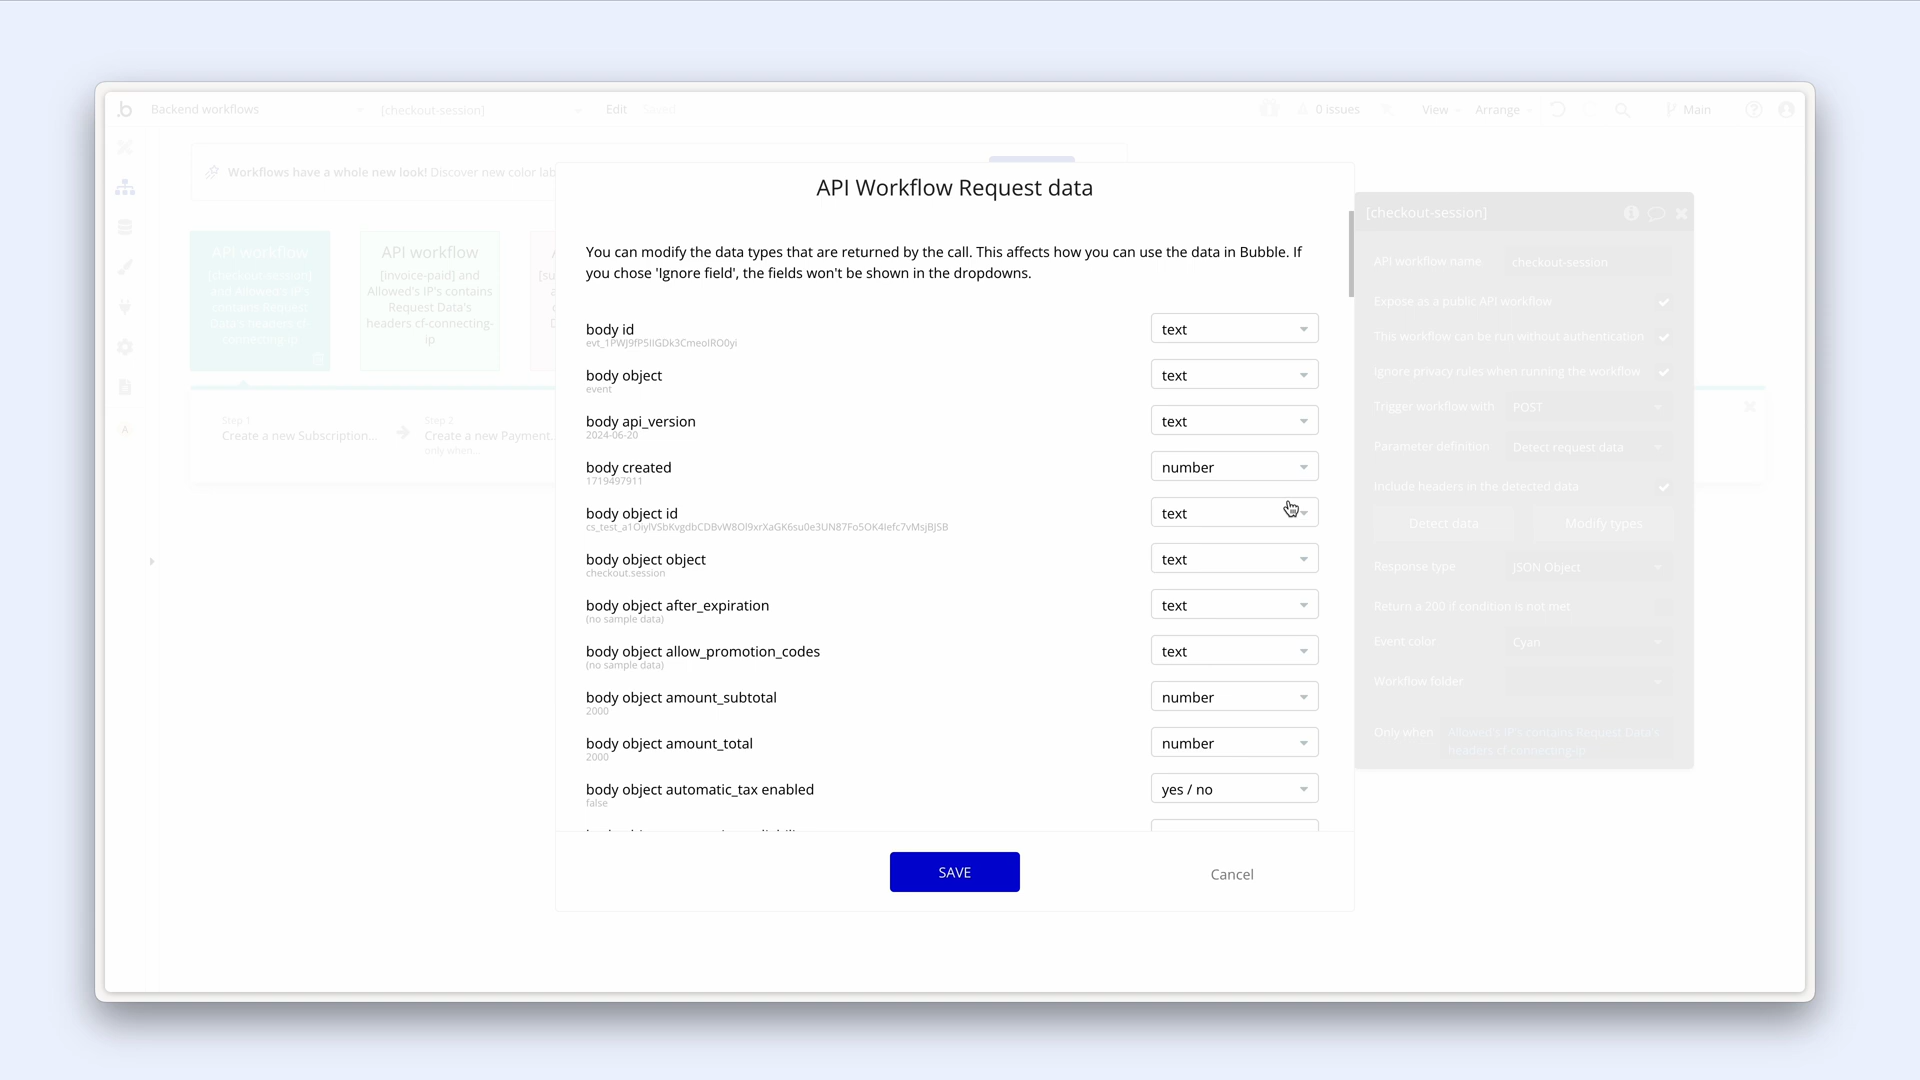 .b Backend workflows [checkout-session] Edit Saved 0 issues View Arrange Main
Workflows have a whole new look! Discover new color lab
API workflow
[checkout-session]
and Allowed's IP's
contains Request
Data's headers cf-
connecting-ip
API workflow
[invoice-paid] and
Allowed's IP's contains
Request Data's
headers cf-connecting-
ip
Step 1
Create a new Subscription...
Step 2
Create a new Payment...
Only when...
API Workflow Request data
You can modify the data types that are returned by the call. This affects how you can use the data in Bubble. If
you chose 'Ignore field', the fields won't be shown in the dropdowns.
body id text
evt_1PWJ9fP5IIGDk3CmeoIRO0yi
body object text
event
body api_version text
2024-06-20
body created number
1719497911
body object id text
cs_test_a1OiyIVSbKvgdbCDBvW8OI9xrXaGK6su0e3UN87Fo5OK4Iefc7vMsjBJSB
body object object text
checkout.session
body object after_expiration text
(no sample data)
body object allow_promotion_codes text
(no sample data)
body object amount_subtotal number
2000
body object amount_total number
2000
body object automatic_tax enabled yes / no
false
SAVE Cancel
[checkout-session]
API workflow name checkout-session
Expose as a public API workflow
This workflow can be run without authentication
Ignore privacy rules when running the workflow
Trigger workflow with POST
Parameter definition Detect request data
Include headers in the detected data
Detect data Modify types
Response type JSON Object
Return a 200 if condition is not met
Event color Cyan
Workflow folder
Only when Allowed's IP's contains Request Data's
headers cf-connecting-ip